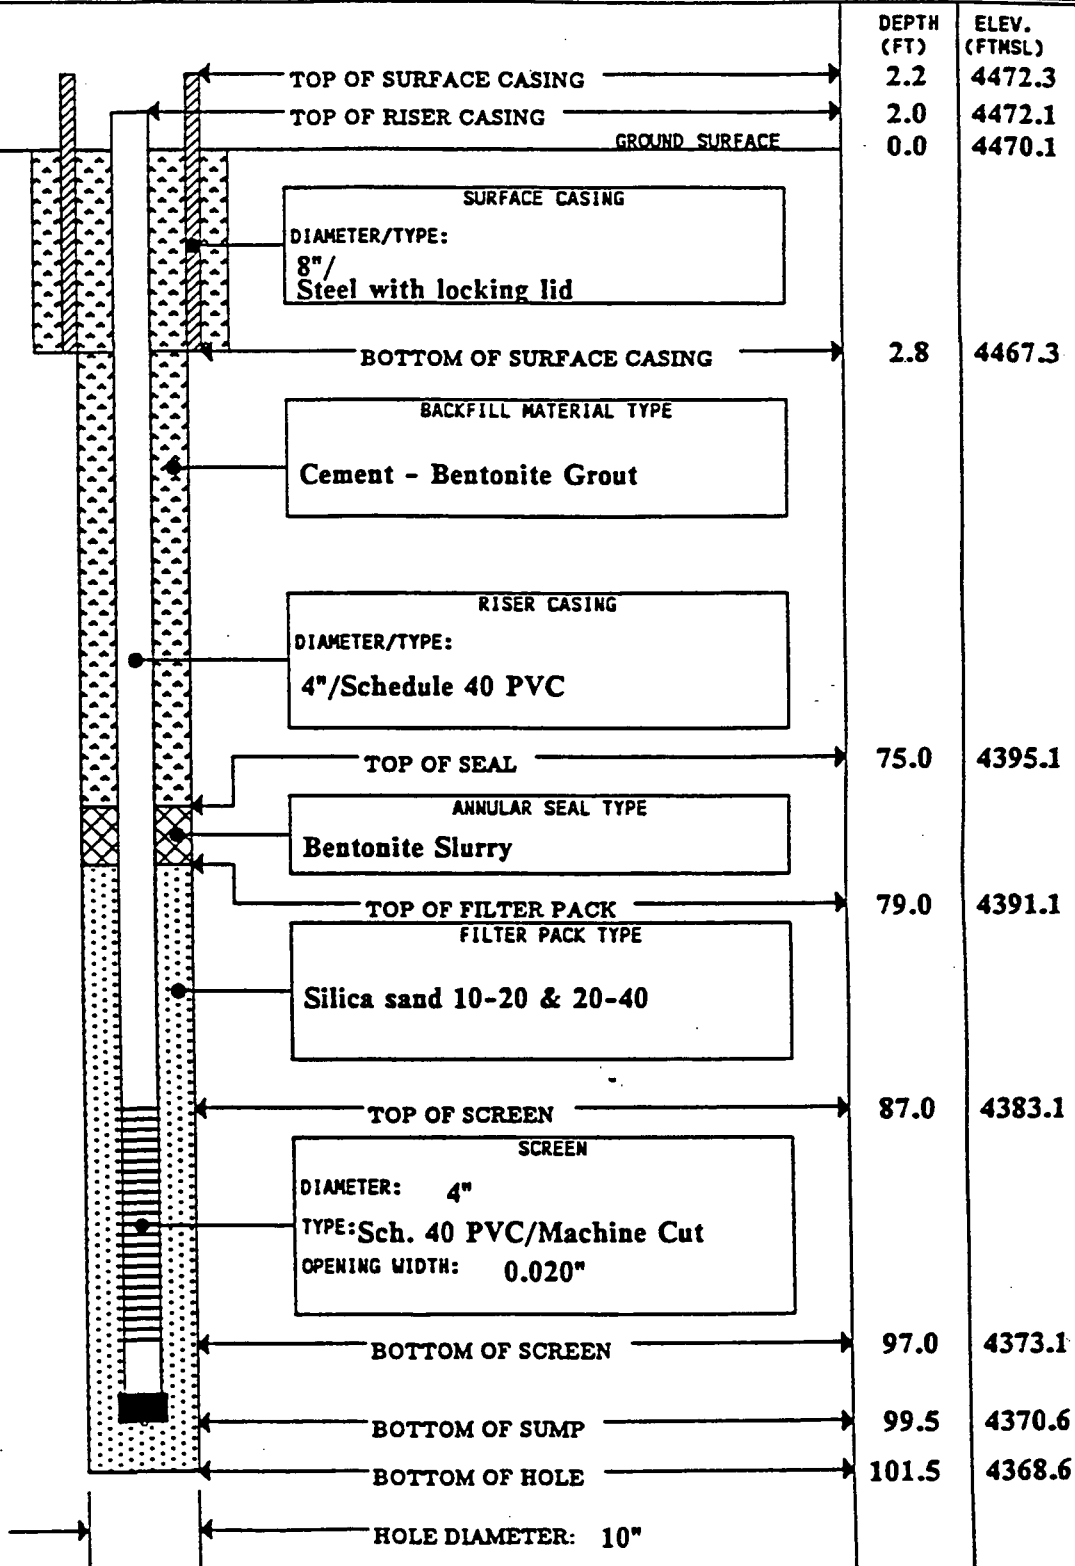 DEPTH ELEV.
(FT) (FTMSL)
TOP OF SURFACE CASING 2.2 4472.3
TOP OF RISER CASING 2.0 4472.1
GROUND SURFACE 0.0 4470.1
SURFACE CASING
DIAMETER/TYPE:
8"/
Steel with locking lid
BOTTOM OF SURFACE CASING 2.8 4467.3
BACKFILL MATERIAL TYPE
Cement - Bentonite Grout
RISER CASING
DIAMETER/TYPE:
4"/Schedule 40 PVC
TOP OF SEAL 75.0 4395.1
ANNULAR SEAL TYPE
Bentonite Slurry
TOP OF FILTER PACK 79.0 4391.1
FILTER PACK TYPE
Silica sand 10-20 & 20-40
TOP OF SCREEN 87.0 4383.1
SCREEN
DIAMETER: 4"
TYPE: Sch. 40 PVC/Machine Cut
OPENING WIDTH: 0.020"
BOTTOM OF SCREEN 97.0 4373.1
BOTTOM OF SUMP 99.5 4370.6
BOTTOM OF HOLE 101.5 4368.6
HOLE DIAMETER: 10"